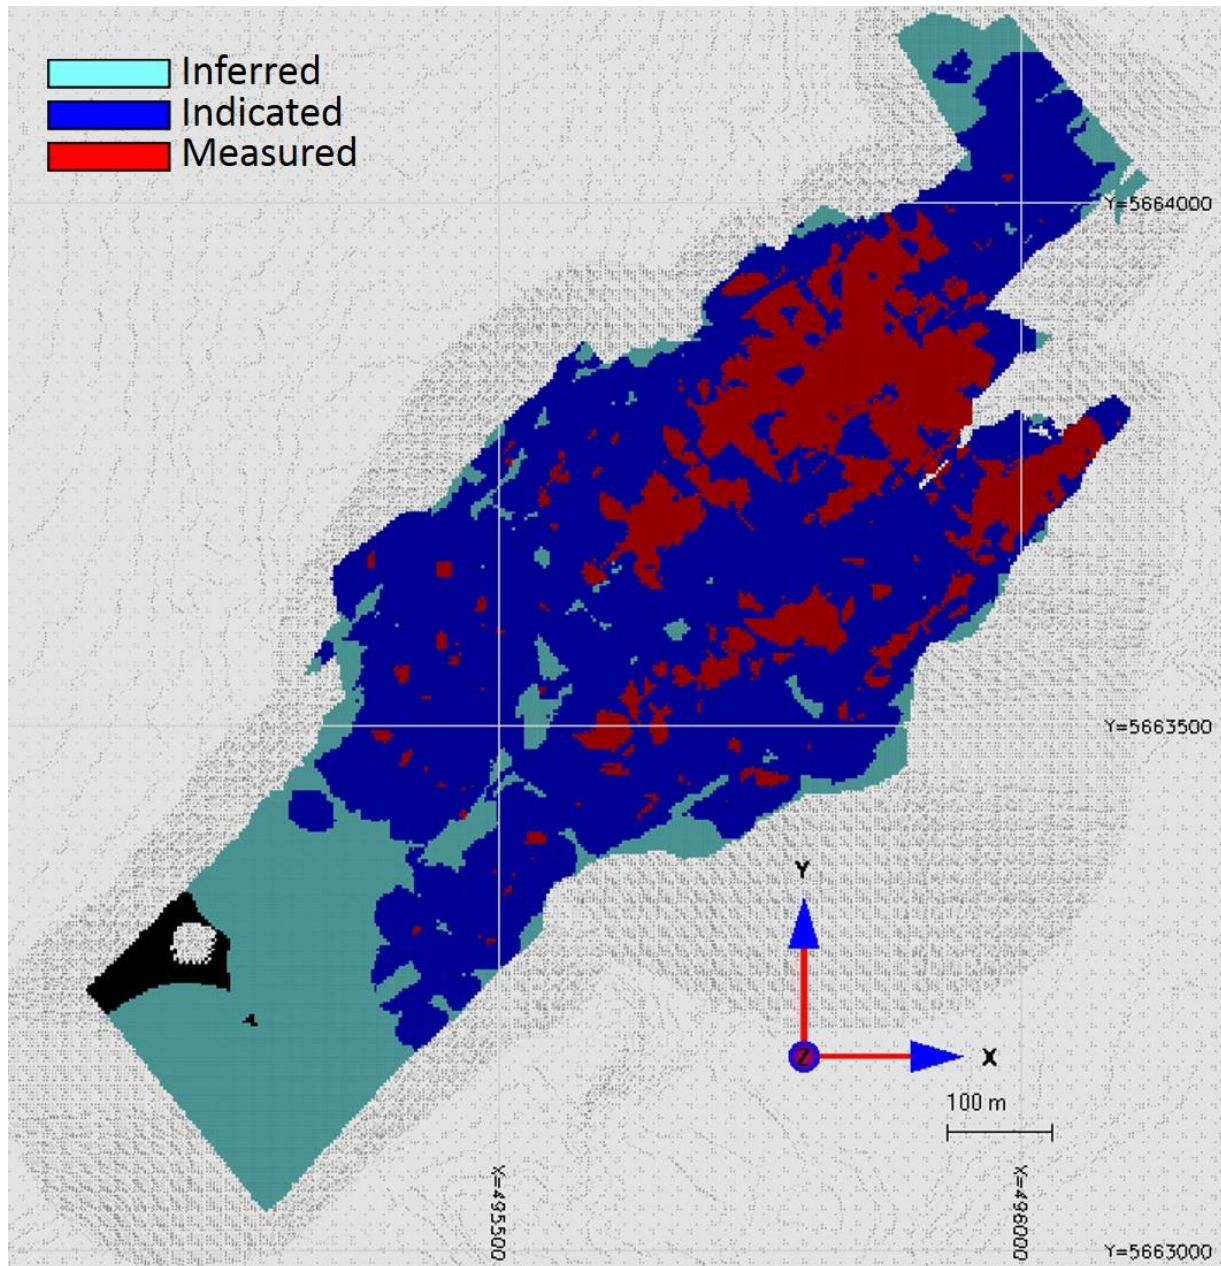 Inferred
Indicated
Measured
Y=5664000
Y=5663500
Y
Z
X
100 m
X=495500
X=496000
Y=5663000